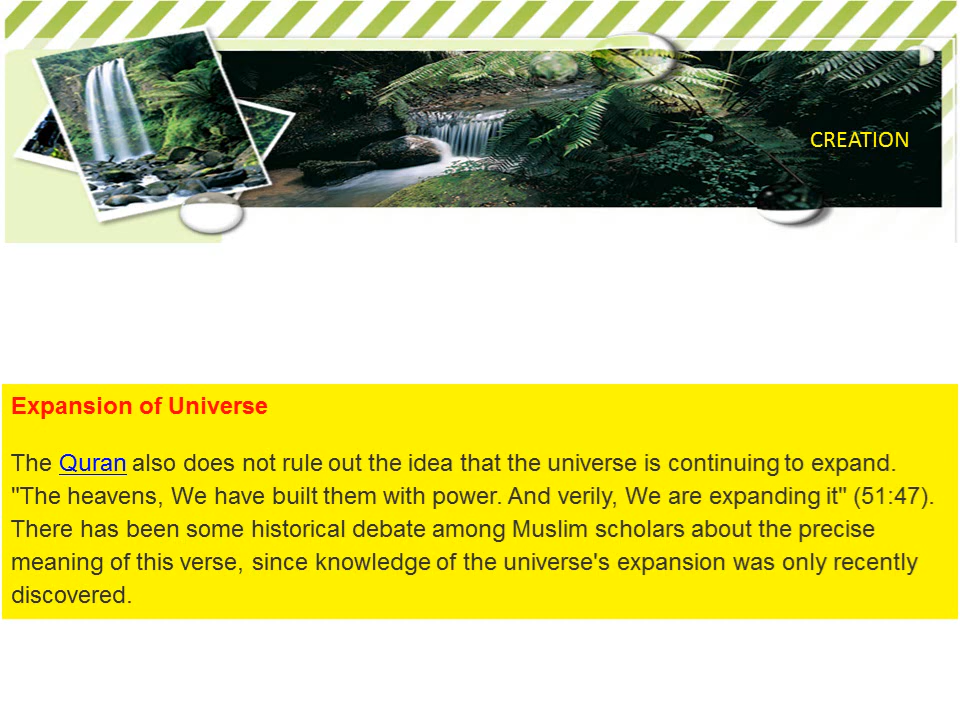 CREATION
Expansion of Universe
The Quran also does not rule out the idea that the universe is continuing to expand.
"The heavens, We have built them with power. And verily, We are expanding it" (51:47).
There has been some historical debate among Muslim scholars about the precise
meaning of this verse, since knowledge of the universe's expansion was only recently
discovered.